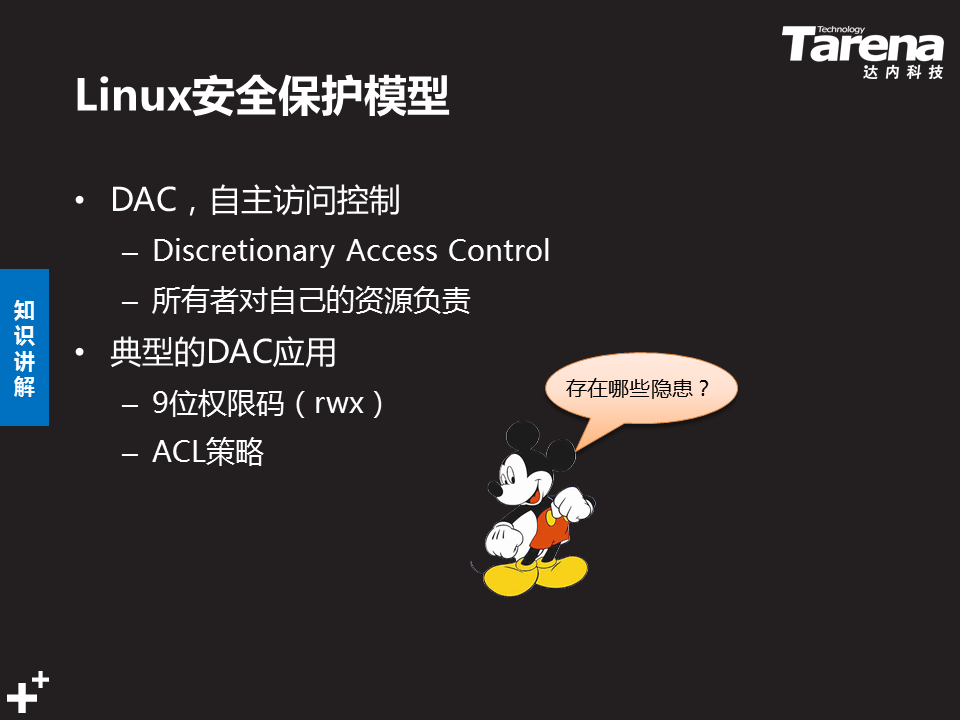 Technology
Tarena
达内科技
Linux安全保护模型
• DAC，自主访问控制
– Discretionary Access Control
– 所有者对自己的资源负责
• 典型的DAC应用
– 9位权限码（rwx）
– ACL策略
知识讲解
存在哪些隐患？